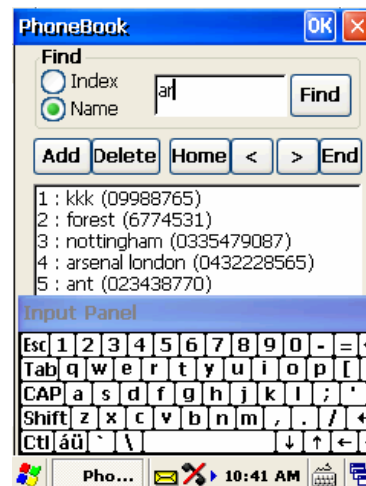 PhoneBook OK
Find
Index
Name
ar
Find
Add Delete Home < > End
1 : kkk (09988765)
2 : forest (6774531)
3 : nottingham (0335479087)
4 : arsenal london (0432228565)
5 : ant (023438770)
Input Panel
Esc 1 2 3 4 5 6 7 8 9 0 - =
Tab q w e r t y u i o p [
CAP a s d f g h j k l ; '
Shift z x c v b n m , . /
Ctl áü ` \ ↓ ↑ ←
Pho... 10:41 AM